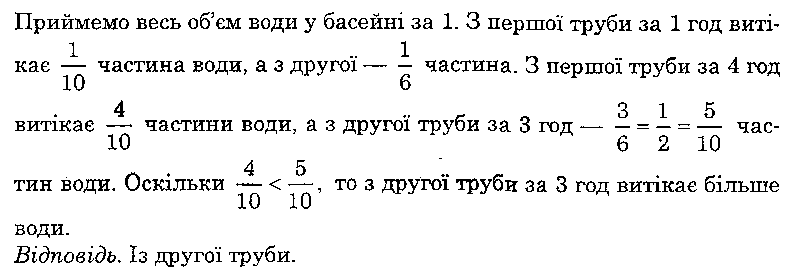 Приймемо весь об’єм води у басейні за 1. З першої труби за 1 год виті-
кає 1/10 частина води, а з другої — 1/6 частина. З першої труби за 4 год
витікає 4/10 частини води, а з другої труби за 3 год — 3/6 = 1/2 = 5/10 час-
тин води. Оскільки 4/10 < 5/10, то з другої труби за 3 год витікає більше
води.
Відповідь. Із другої труби.